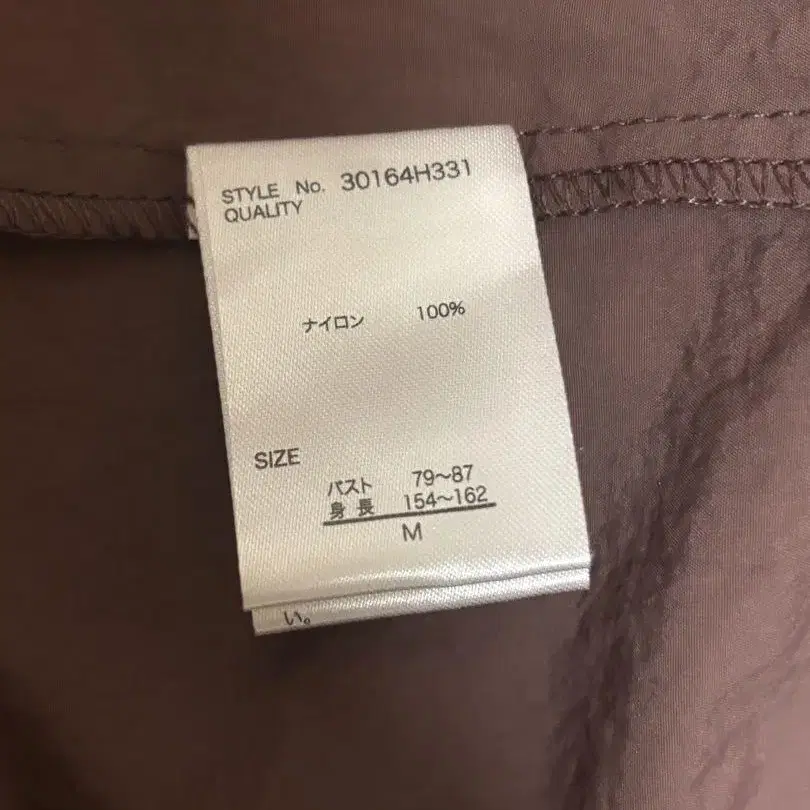 STYLE No. 30164H331
QUALITY
ナイロン 100%
SIZE
バスト 79～87
身長 154～162
M
い。